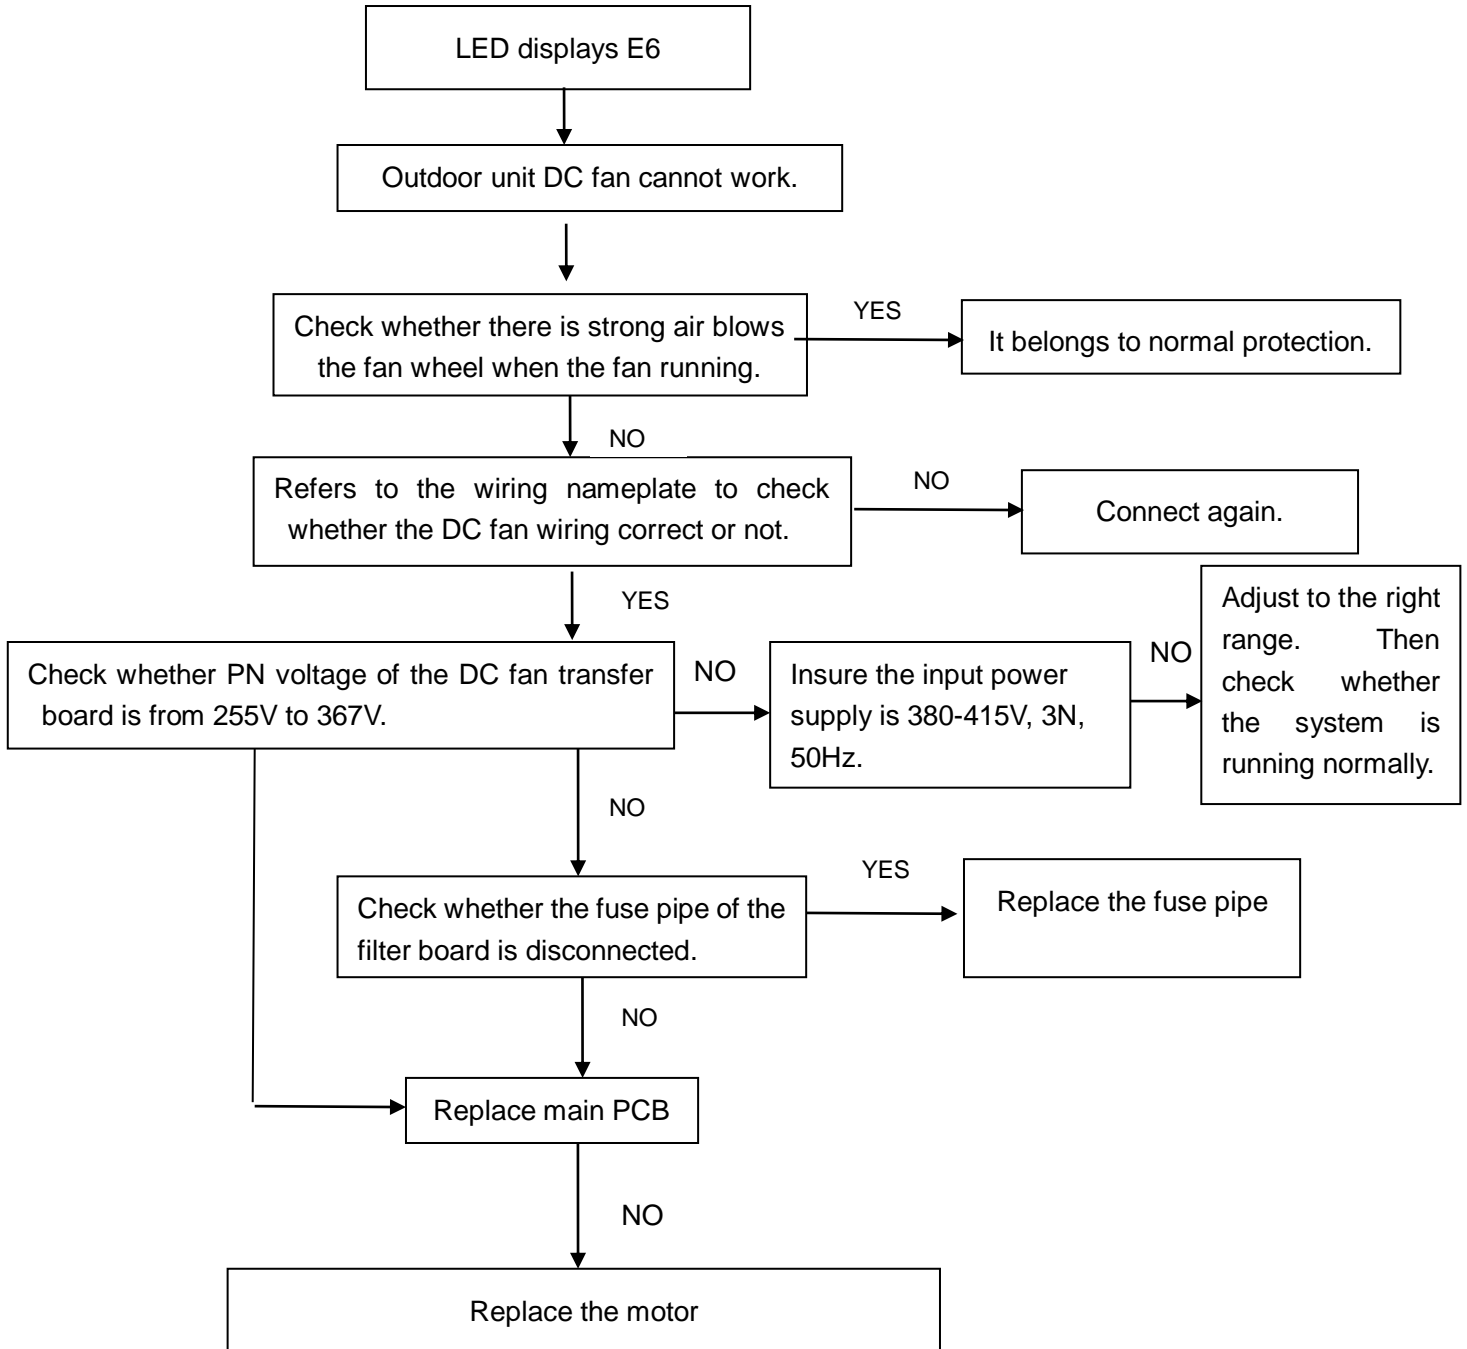 LED displays E6
Outdoor unit DC fan cannot work.
Check whether there is strong air blows
the fan wheel when the fan running.
YES
It belongs to normal protection.
NO
Refers to the wiring nameplate to check
whether the DC fan wiring correct or not.
NO
Connect again.
YES
Check whether PN voltage of the DC fan transfer
board is from 255V to 367V.
NO
Insure the input power
supply is 380-415V, 3N,
50Hz.
NO
Adjust to the right
range. Then
check whether
the system is
running normally.
NO
Check whether the fuse pipe of the
filter board is disconnected.
YES
Replace the fuse pipe
NO
Replace main PCB
NO
Replace the motor